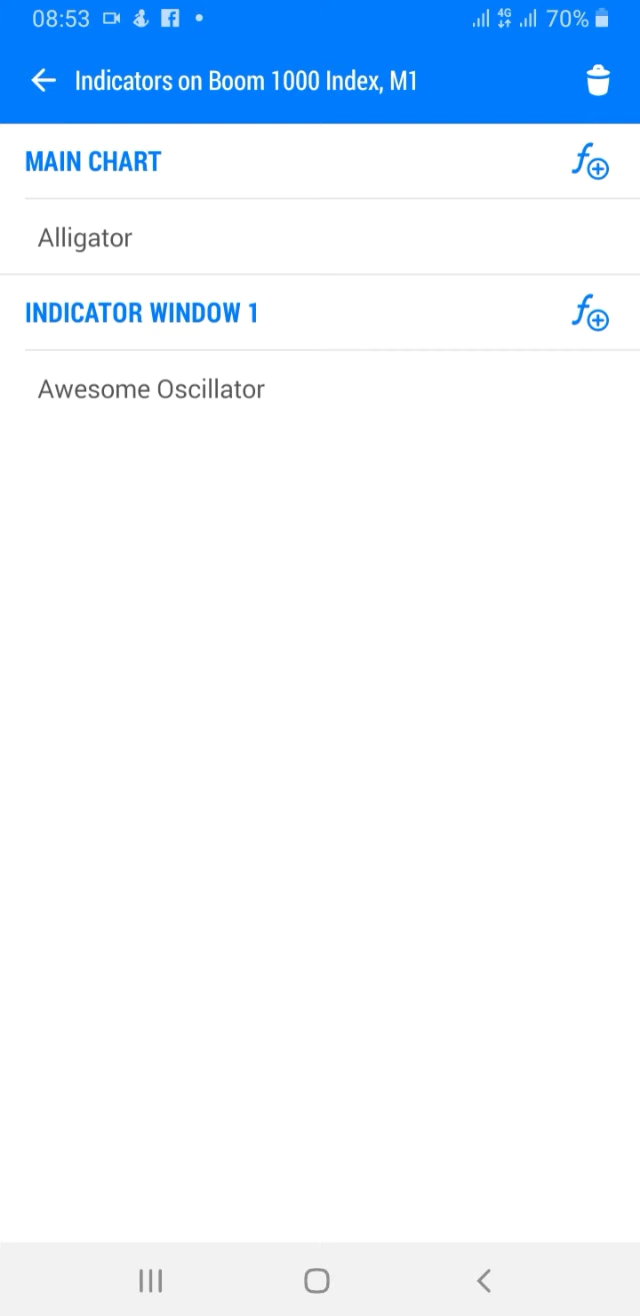 08:53
4G
70%
Indicators on Boom 1000 Index, M1
MAIN CHART
Alligator
INDICATOR WINDOW 1
Awesome Oscillator